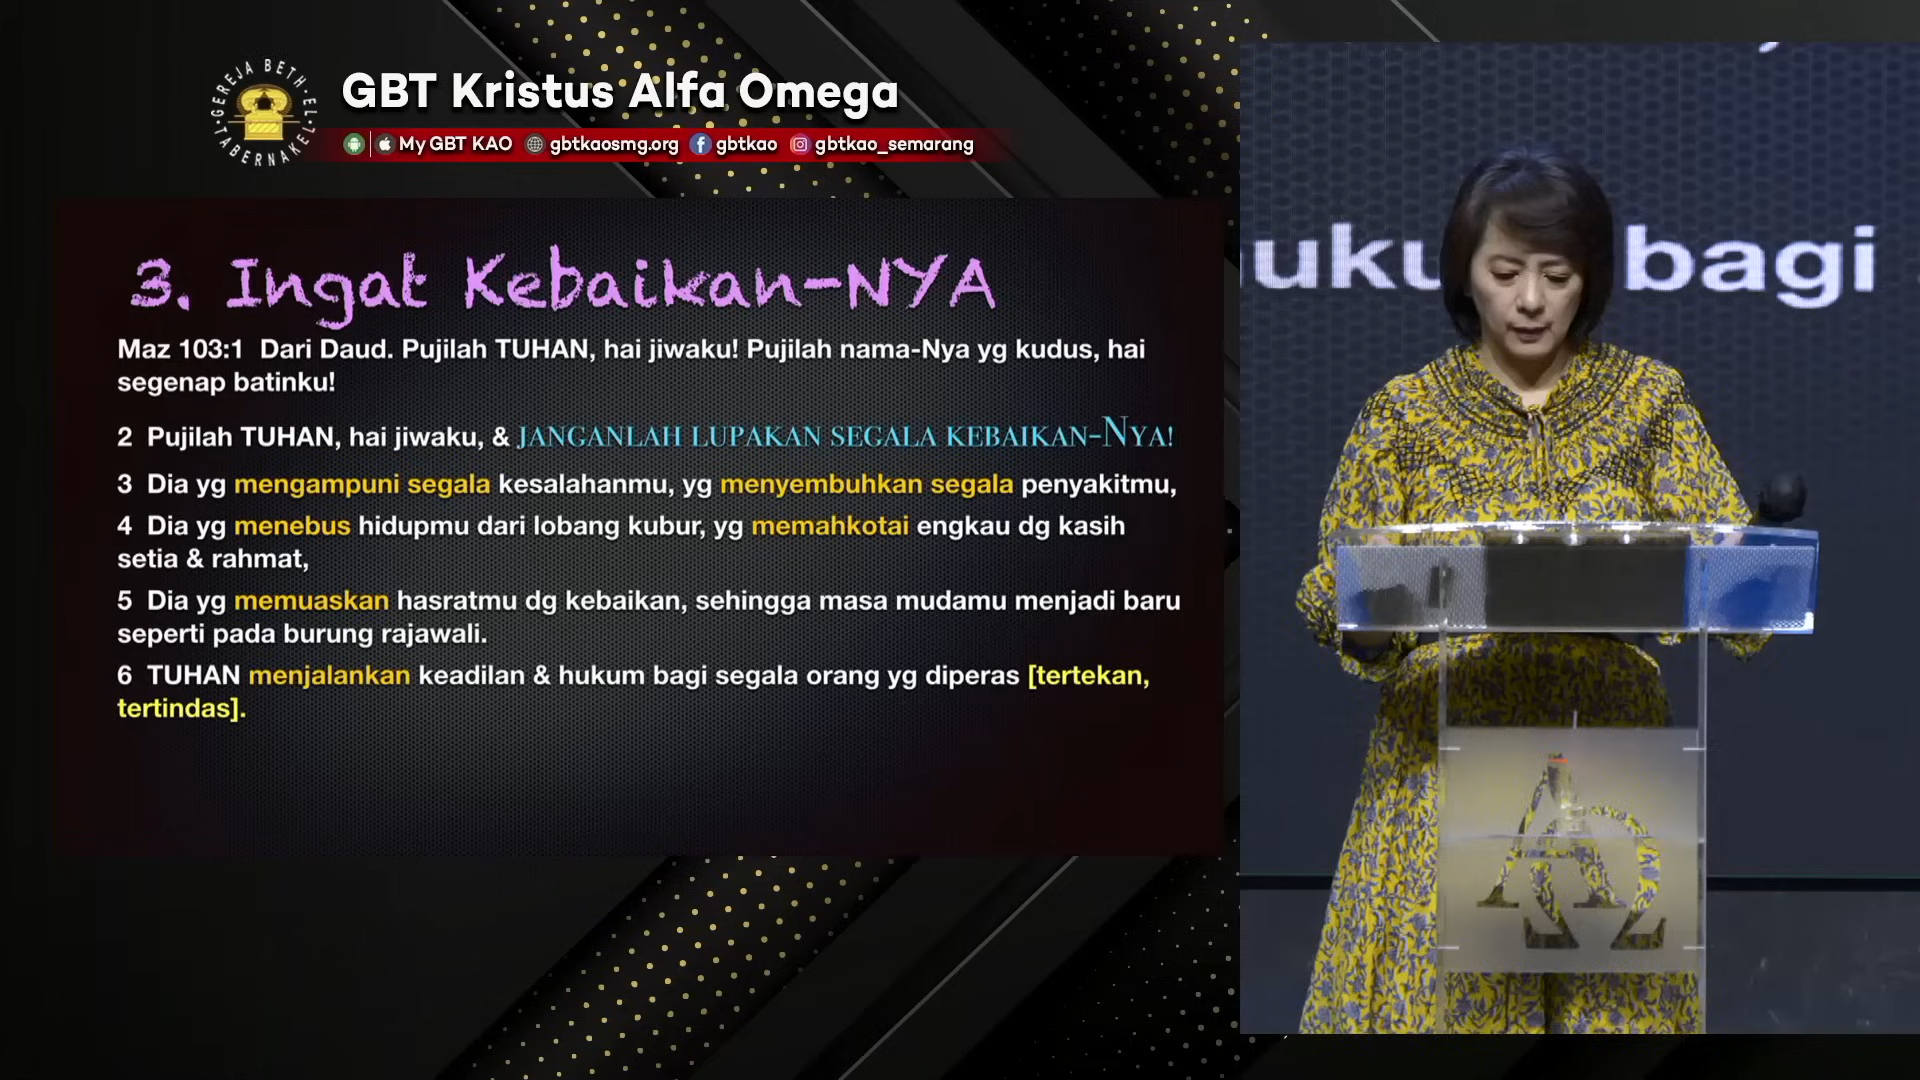 GEREJA BETH-EL TABERNAKEL
GBT Kristus Alfa Omega
My GBT KAO gbtkaosmg.org gbtkao gbtkao_semarang
3. Ingat Kebaikan-NYA
Maz 103:1 Dari Daud. Pujilah TUHAN, hai jiwaku! Pujilah nama-Nya yg kudus, hai
segenap batinku!
2 Pujilah TUHAN, hai jiwaku, & JANGANLAH LUPAKAN SEGALA KEBAIKAN-NYA!
3 Dia yg mengampuni segala kesalahanmu, yg menyembuhkan segala penyakitmu,
4 Dia yg menebus hidupmu dari lobang kubur, yg memahkotai engkau dg kasih
setia & rahmat,
5 Dia yg memuaskan hasratmu dg kebaikan, sehingga masa mudamu menjadi baru
seperti pada burung rajawali.
6 TUHAN menjalankan keadilan & hukum bagi segala orang yg diperas [tertekan,
tertindas].
bagi
ΑΩ